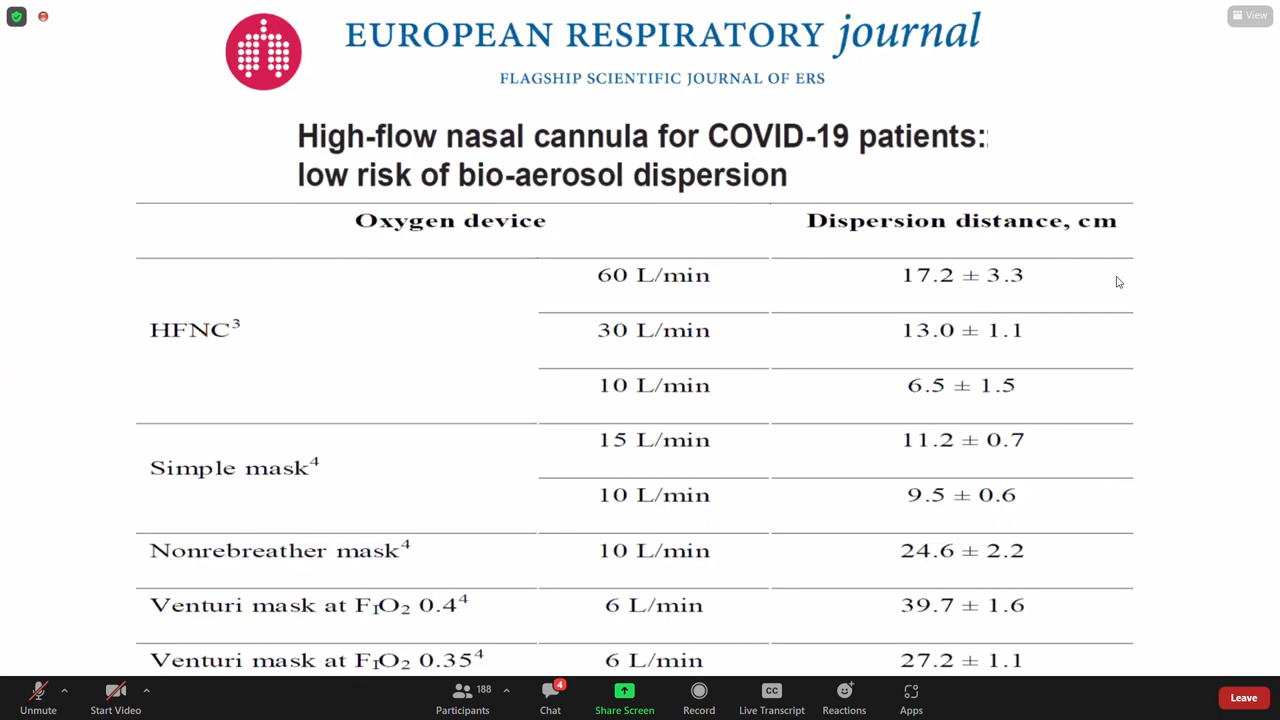 View
EUROPEAN RESPIRATORY journal
FLAGSHIP SCIENTIFIC JOURNAL OF ERS
High-flow nasal cannula for COVID-19 patients:
low risk of bio-aerosol dispersion
Oxygen device Dispersion distance, cm
HFNC³
60 L/min 17.2 ± 3.3
30 L/min 13.0 ± 1.1
10 L/min 6.5 ± 1.5
Simple mask⁴
15 L/min 11.2 ± 0.7
10 L/min 9.5 ± 0.6
Nonrebreather mask⁴ 10 L/min 24.6 ± 2.2
Venturi mask at FIO₂ 0.4⁴ 6 L/min 39.7 ± 1.6
Venturi mask at FIO₂ 0.35⁴ 6 L/min 27.2 ± 1.1
188 4 CC
Unmute Start Video Participants Chat Share Screen Record Live Transcript Reactions Apps Leave